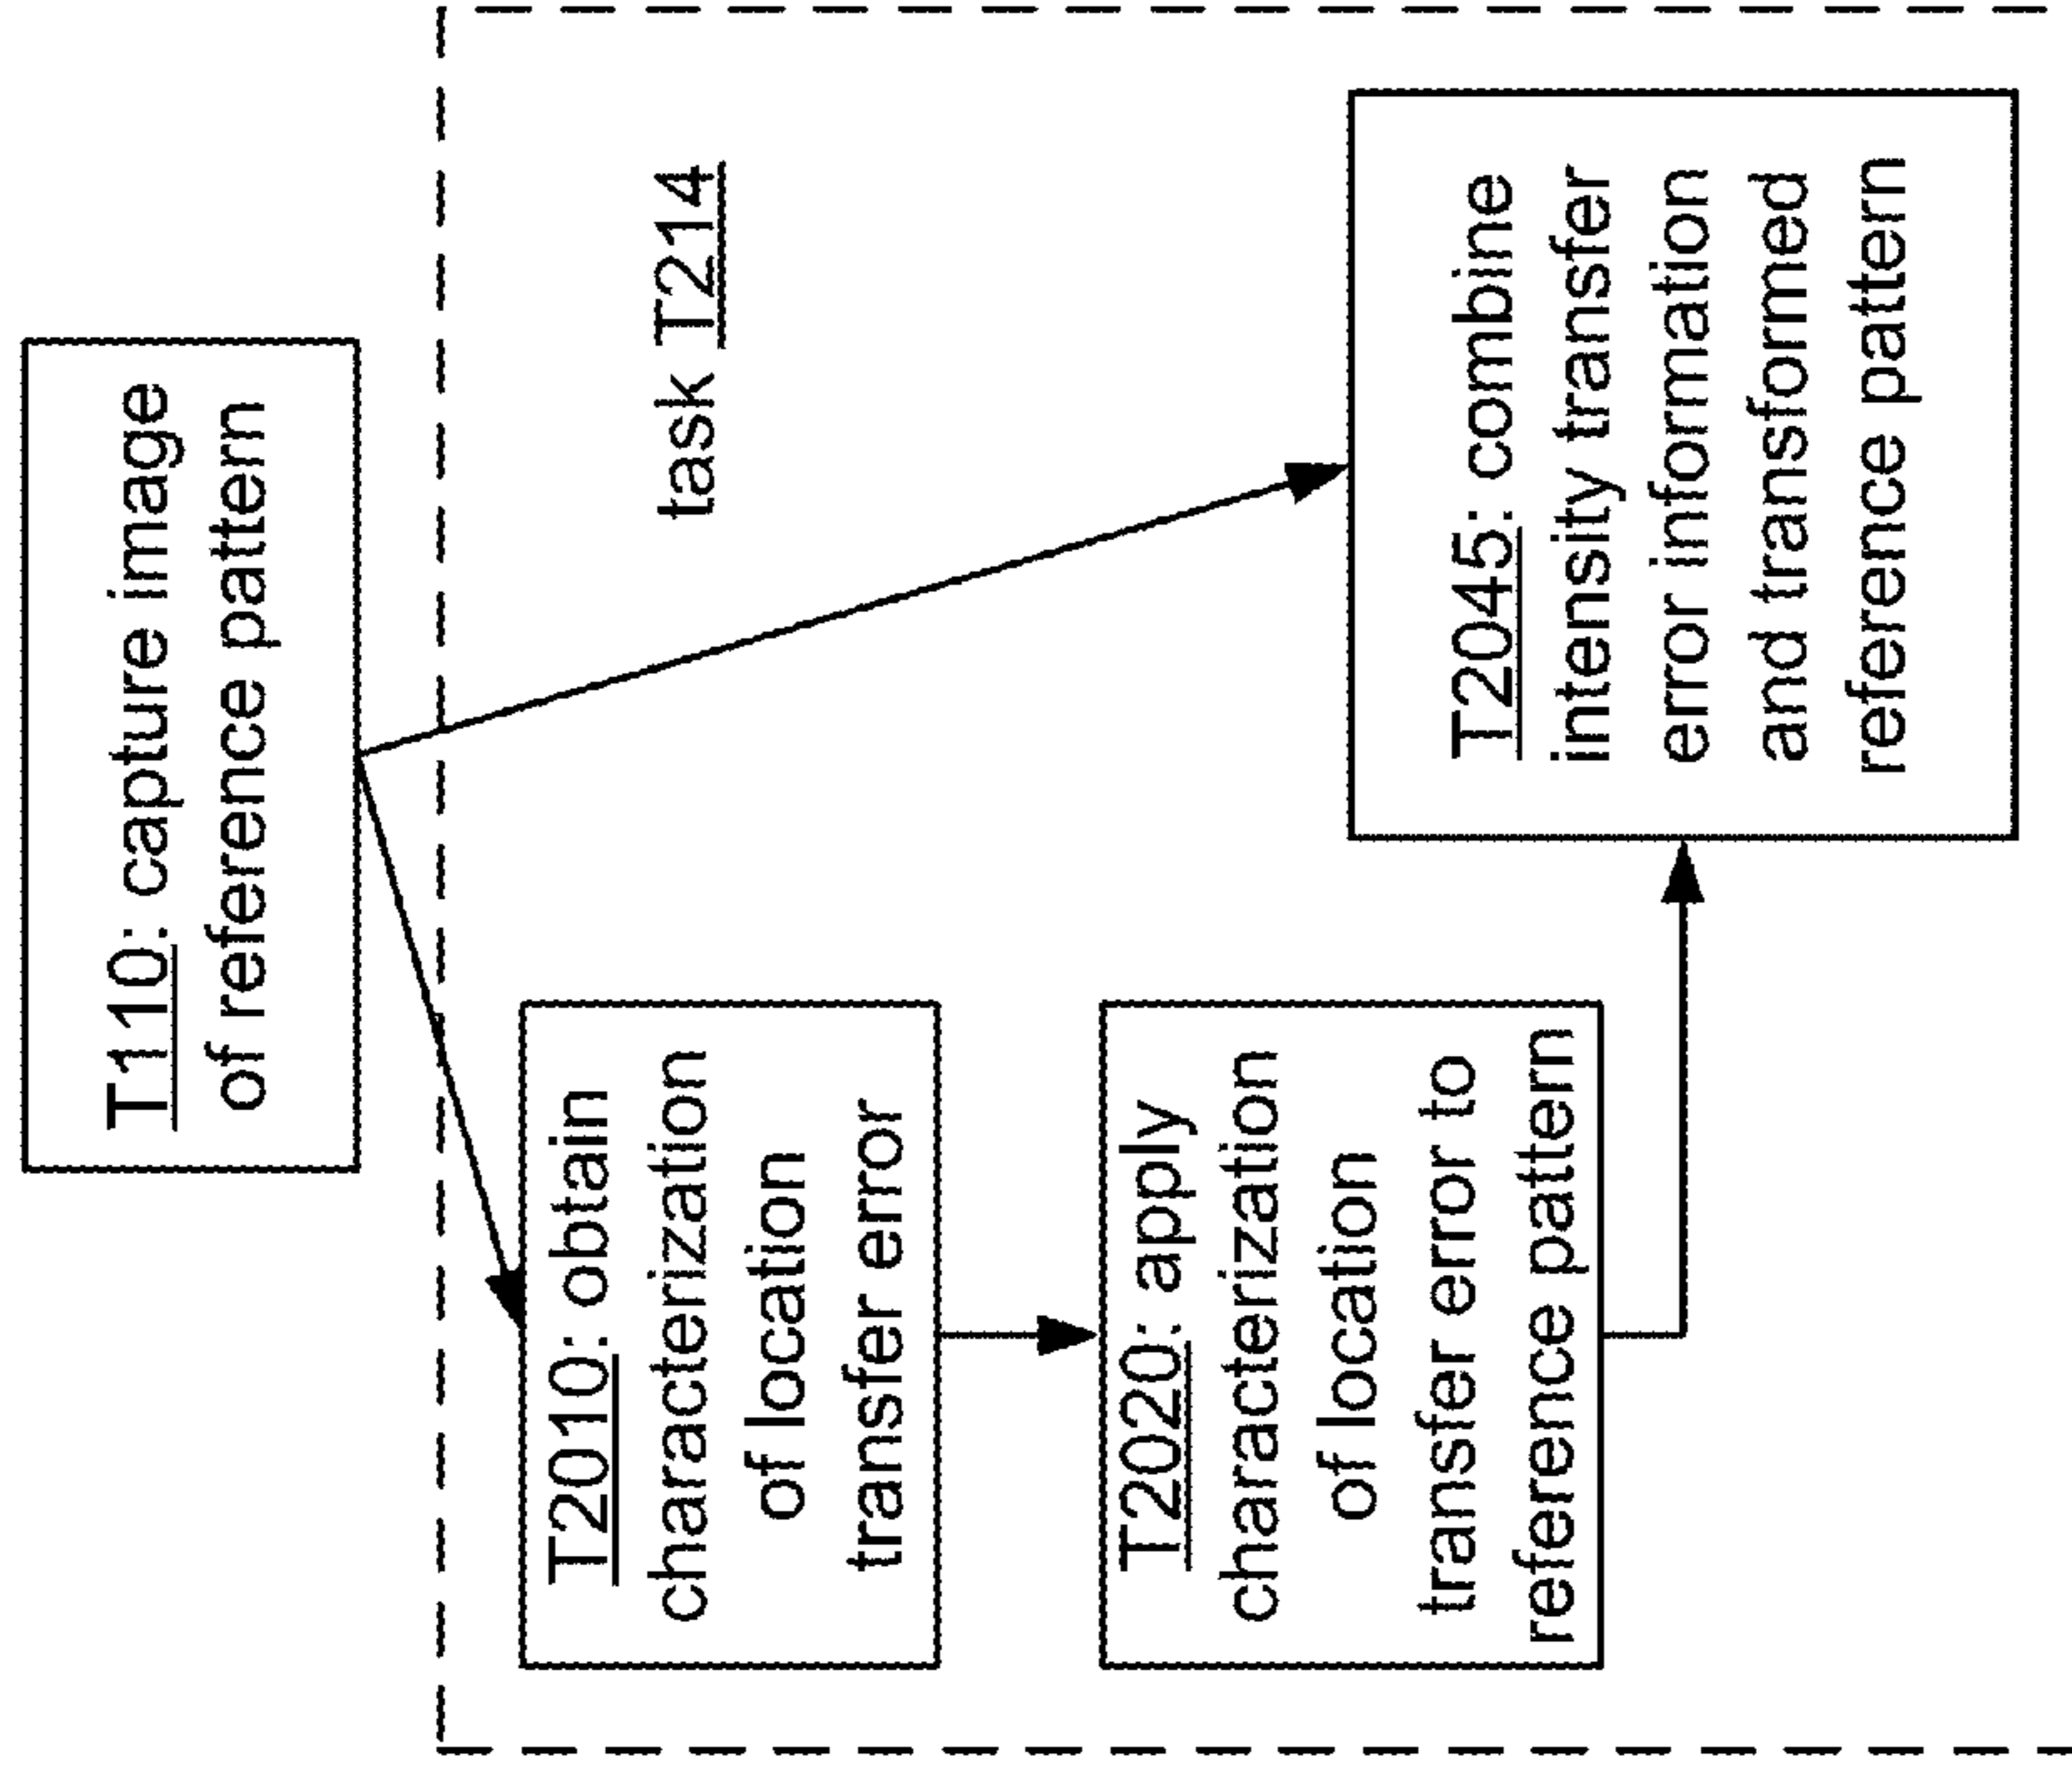 T110: capture image
of reference pattern
task T214
T2010: obtain
characterization
of location
transfer error
T2020: apply
characterization
of location
transfer error to
reference pattern
T2045: combine
intensity transfer
error information
and transformed
reference pattern